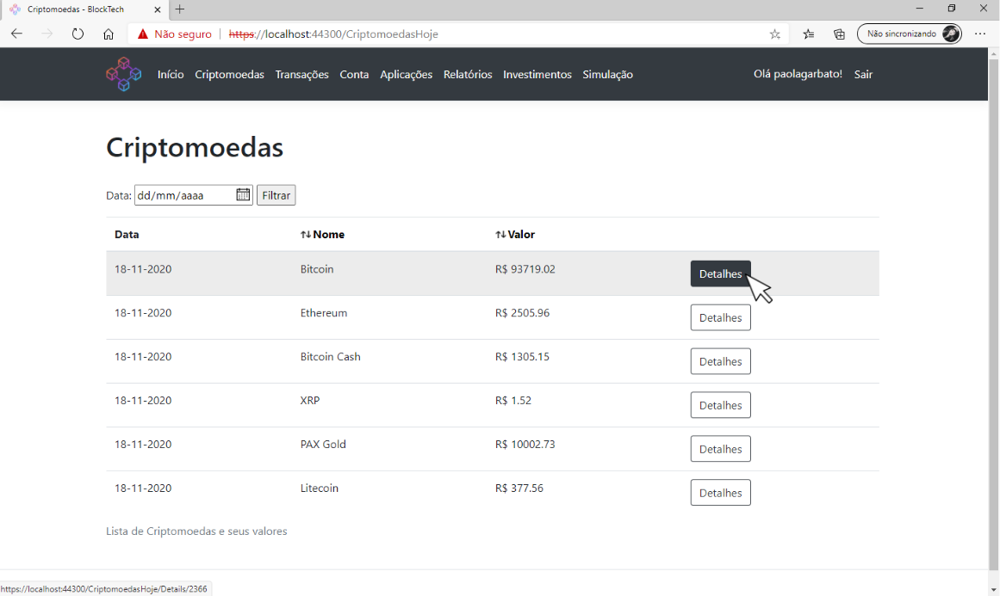 Criptomoedas - BlockTech
Não seguro | https://localhost:44300/CriptomoedasHoje Não sincronizando
Início Criptomoedas Transações Conta Aplicações Relatórios Investimentos Simulação Olá paolagarbato! Sair
Criptomoedas
Data: dd/mm/aaaa Filtrar
Data ↑↓Nome ↑↓Valor
18-11-2020 Bitcoin R$ 93719.02 Detalhes
18-11-2020 Ethereum R$ 2505.96 Detalhes
18-11-2020 Bitcoin Cash R$ 1305.15 Detalhes
18-11-2020 XRP R$ 1.52 Detalhes
18-11-2020 PAX Gold R$ 10002.73 Detalhes
18-11-2020 Litecoin R$ 377.56 Detalhes
Lista de Criptomoedas e seus valores
https://localhost:44300/CriptomoedasHoje/Details/2366